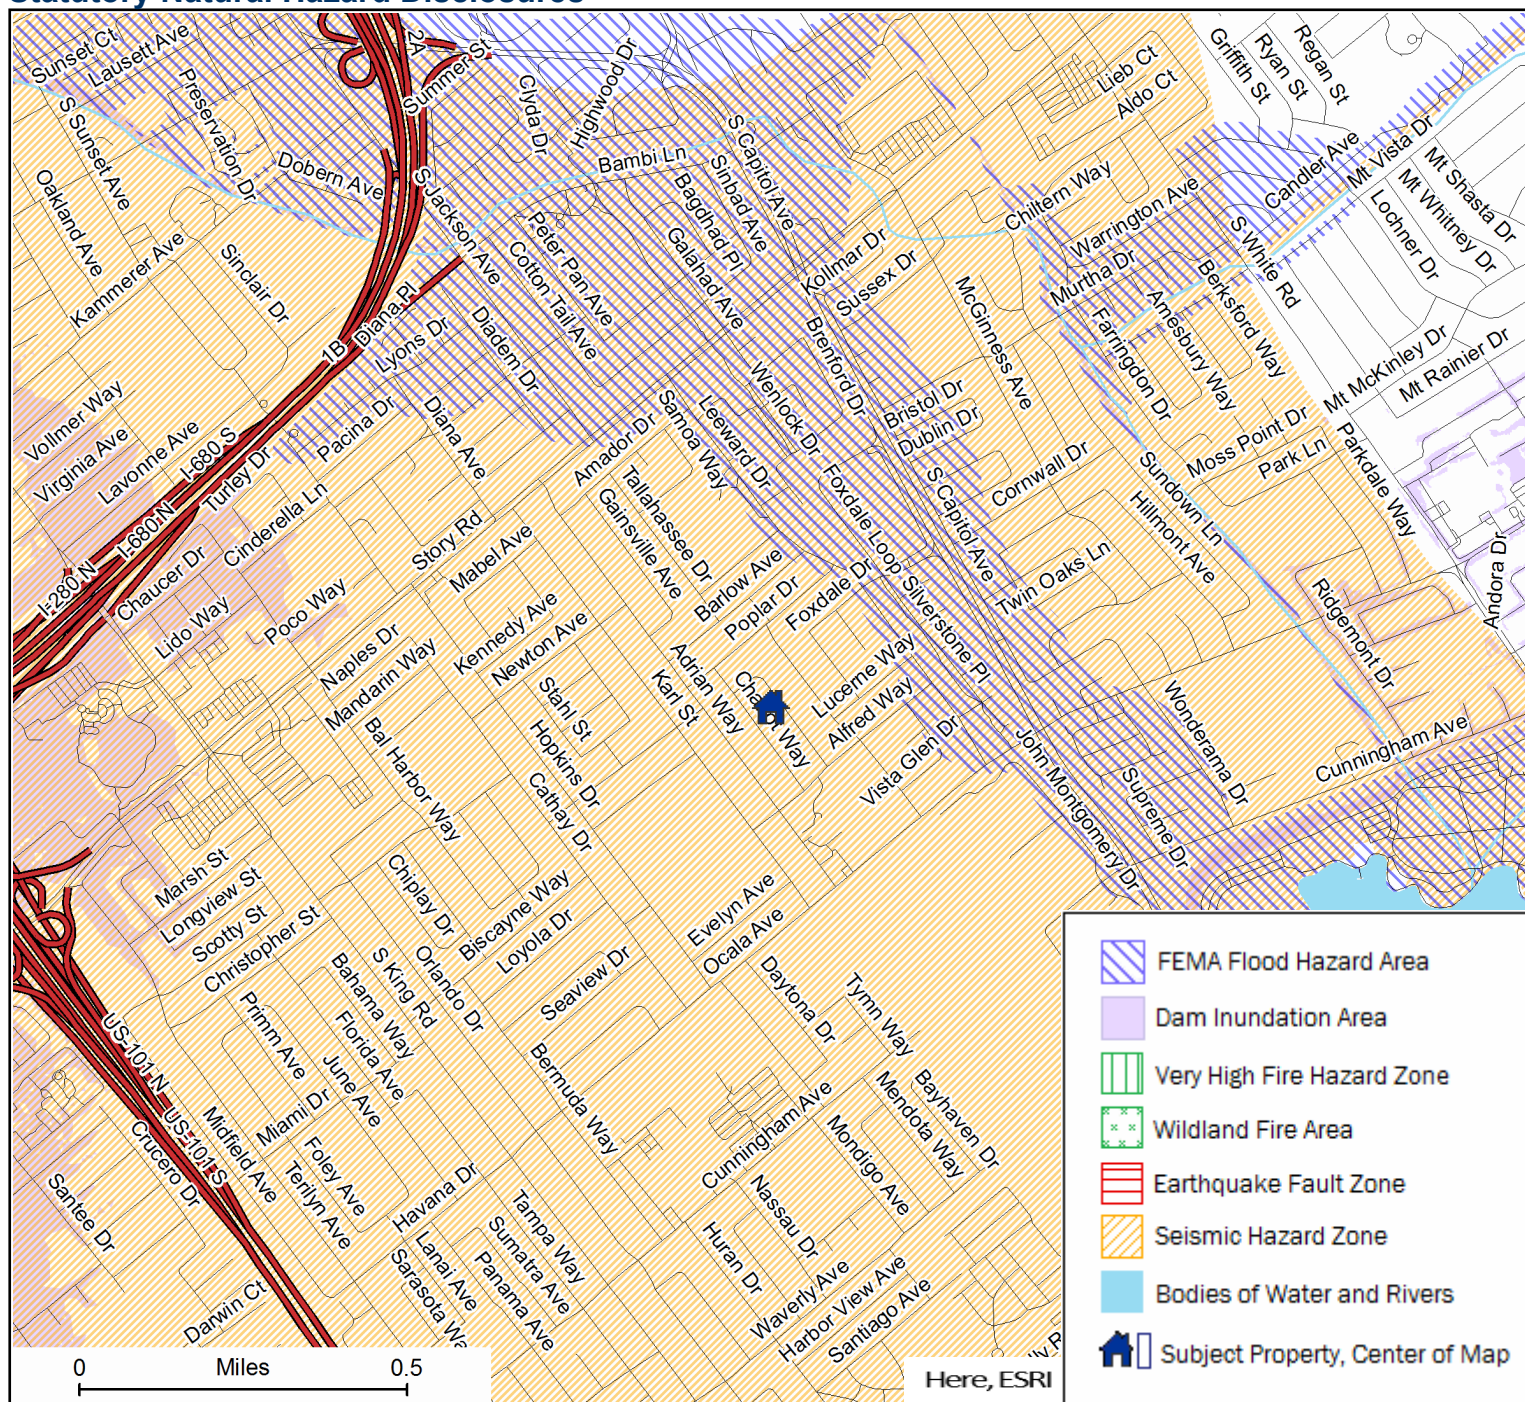 Statutory Natural Hazard Disclosures
Sunset Ct
Lausett Ave
S Sunset Ave
Preservation Dr
Dobern Ave
Oakland Ave
Kammerer Ave
Sinclair Dr
2A
Summer St
Clyda Dr
Highwood Dr
Bambi Ln
S Capitol Ave
Sinbad Ave
Bagdhad Pl
Galahad Ave
S Jackson Ave
Peter Pan Ave
Cotton Tail Ave
Diadem Dr
Kollmar Dr
Sussex Dr
Brenford Dr
McGinness Ave
Lieb Ct
Aldo Ct
Griffith St
Ryan St
Regan St
Chiltern Way
Warrington Ave
Murtha Dr
Candler Ave
Mt Vista Dr
Mt Shasta Dr
Mt Whitney Dr
Lochner Dr
S White Rd
Berksford Way
Amesbury Way
Farringdon Dr
Mt McKinley Dr
Mt Rainier Dr
1B
Diana Pl
Lyons Dr
Pacina Dr
Diana Ave
Vollmer Way
Virginia Ave
Lavonne Ave
I-680 S
Turley Dr
I-680 N
I-280 N
Cinderella Ln
Chaucer Dr
Lido Way
Poco Way
Story Rd
Mabel Ave
Amador Dr
Samoa Way
Leeward Dr
Wenlock Dr
Bristol Dr
Dublin Dr
Foxdale Loop
S Capitol Ave
Cornwall Dr
Moss Point Dr
Park Ln
Parkdale Way
Sundown Ln
Hillmont Ave
Andora Dr
Tallahassee Dr
Gainsville Ave
Barlow Ave
Poplar Dr
Foxdale Dr
Silverstone Pl
Twin Oaks Ln
Ridgemont Dr
Naples Dr
Mandarin Way
Kennedy Ave
Newton Ave
Stahl St
Hopkins Dr
Cathay Dr
Bal Harbor Way
Adrian Way
Karl St
Way
Lucerne Way
Alfred Way
Vista Glen Dr
John Montgomery Dr
Supreme Dr
Wonderama Dr
Cunningham Ave
Marsh St
Longview St
Scotty St
Christopher St
Chipley Dr
Biscayne Way
Loyola Dr
Seaview Dr
Evelyn Ave
Ocala Ave
Orlando Dr
S King Rd
Bahama Way
Florida Ave
June Ave
Primm Ave
Miami Dr
US-101 N
US-101 S
Midfield Ave
Crucero Dr
Santee Dr
Foley Ave
Terilyn Ave
Darwin Ct
Havana Dr
Lanai Ave
Sarasota Wa
Panama Ave
Sumatra Ave
Tampa Way
Bermuda Way
Daytona Dr
Tymn Way
Bayhaven Dr
Mendota Way
Mondigo Ave
Cunningham Ave
Nassau Dr
Huran Dr
Waverly Ave
Harbor View Ave
Santiago Ave
lly R
0 Miles 0.5
Here, ESRI
FEMA Flood Hazard Area
Dam Inundation Area
Very High Fire Hazard Zone
Wildland Fire Area
Earthquake Fault Zone
Seismic Hazard Zone
Bodies of Water and Rivers
Subject Property, Center of Map